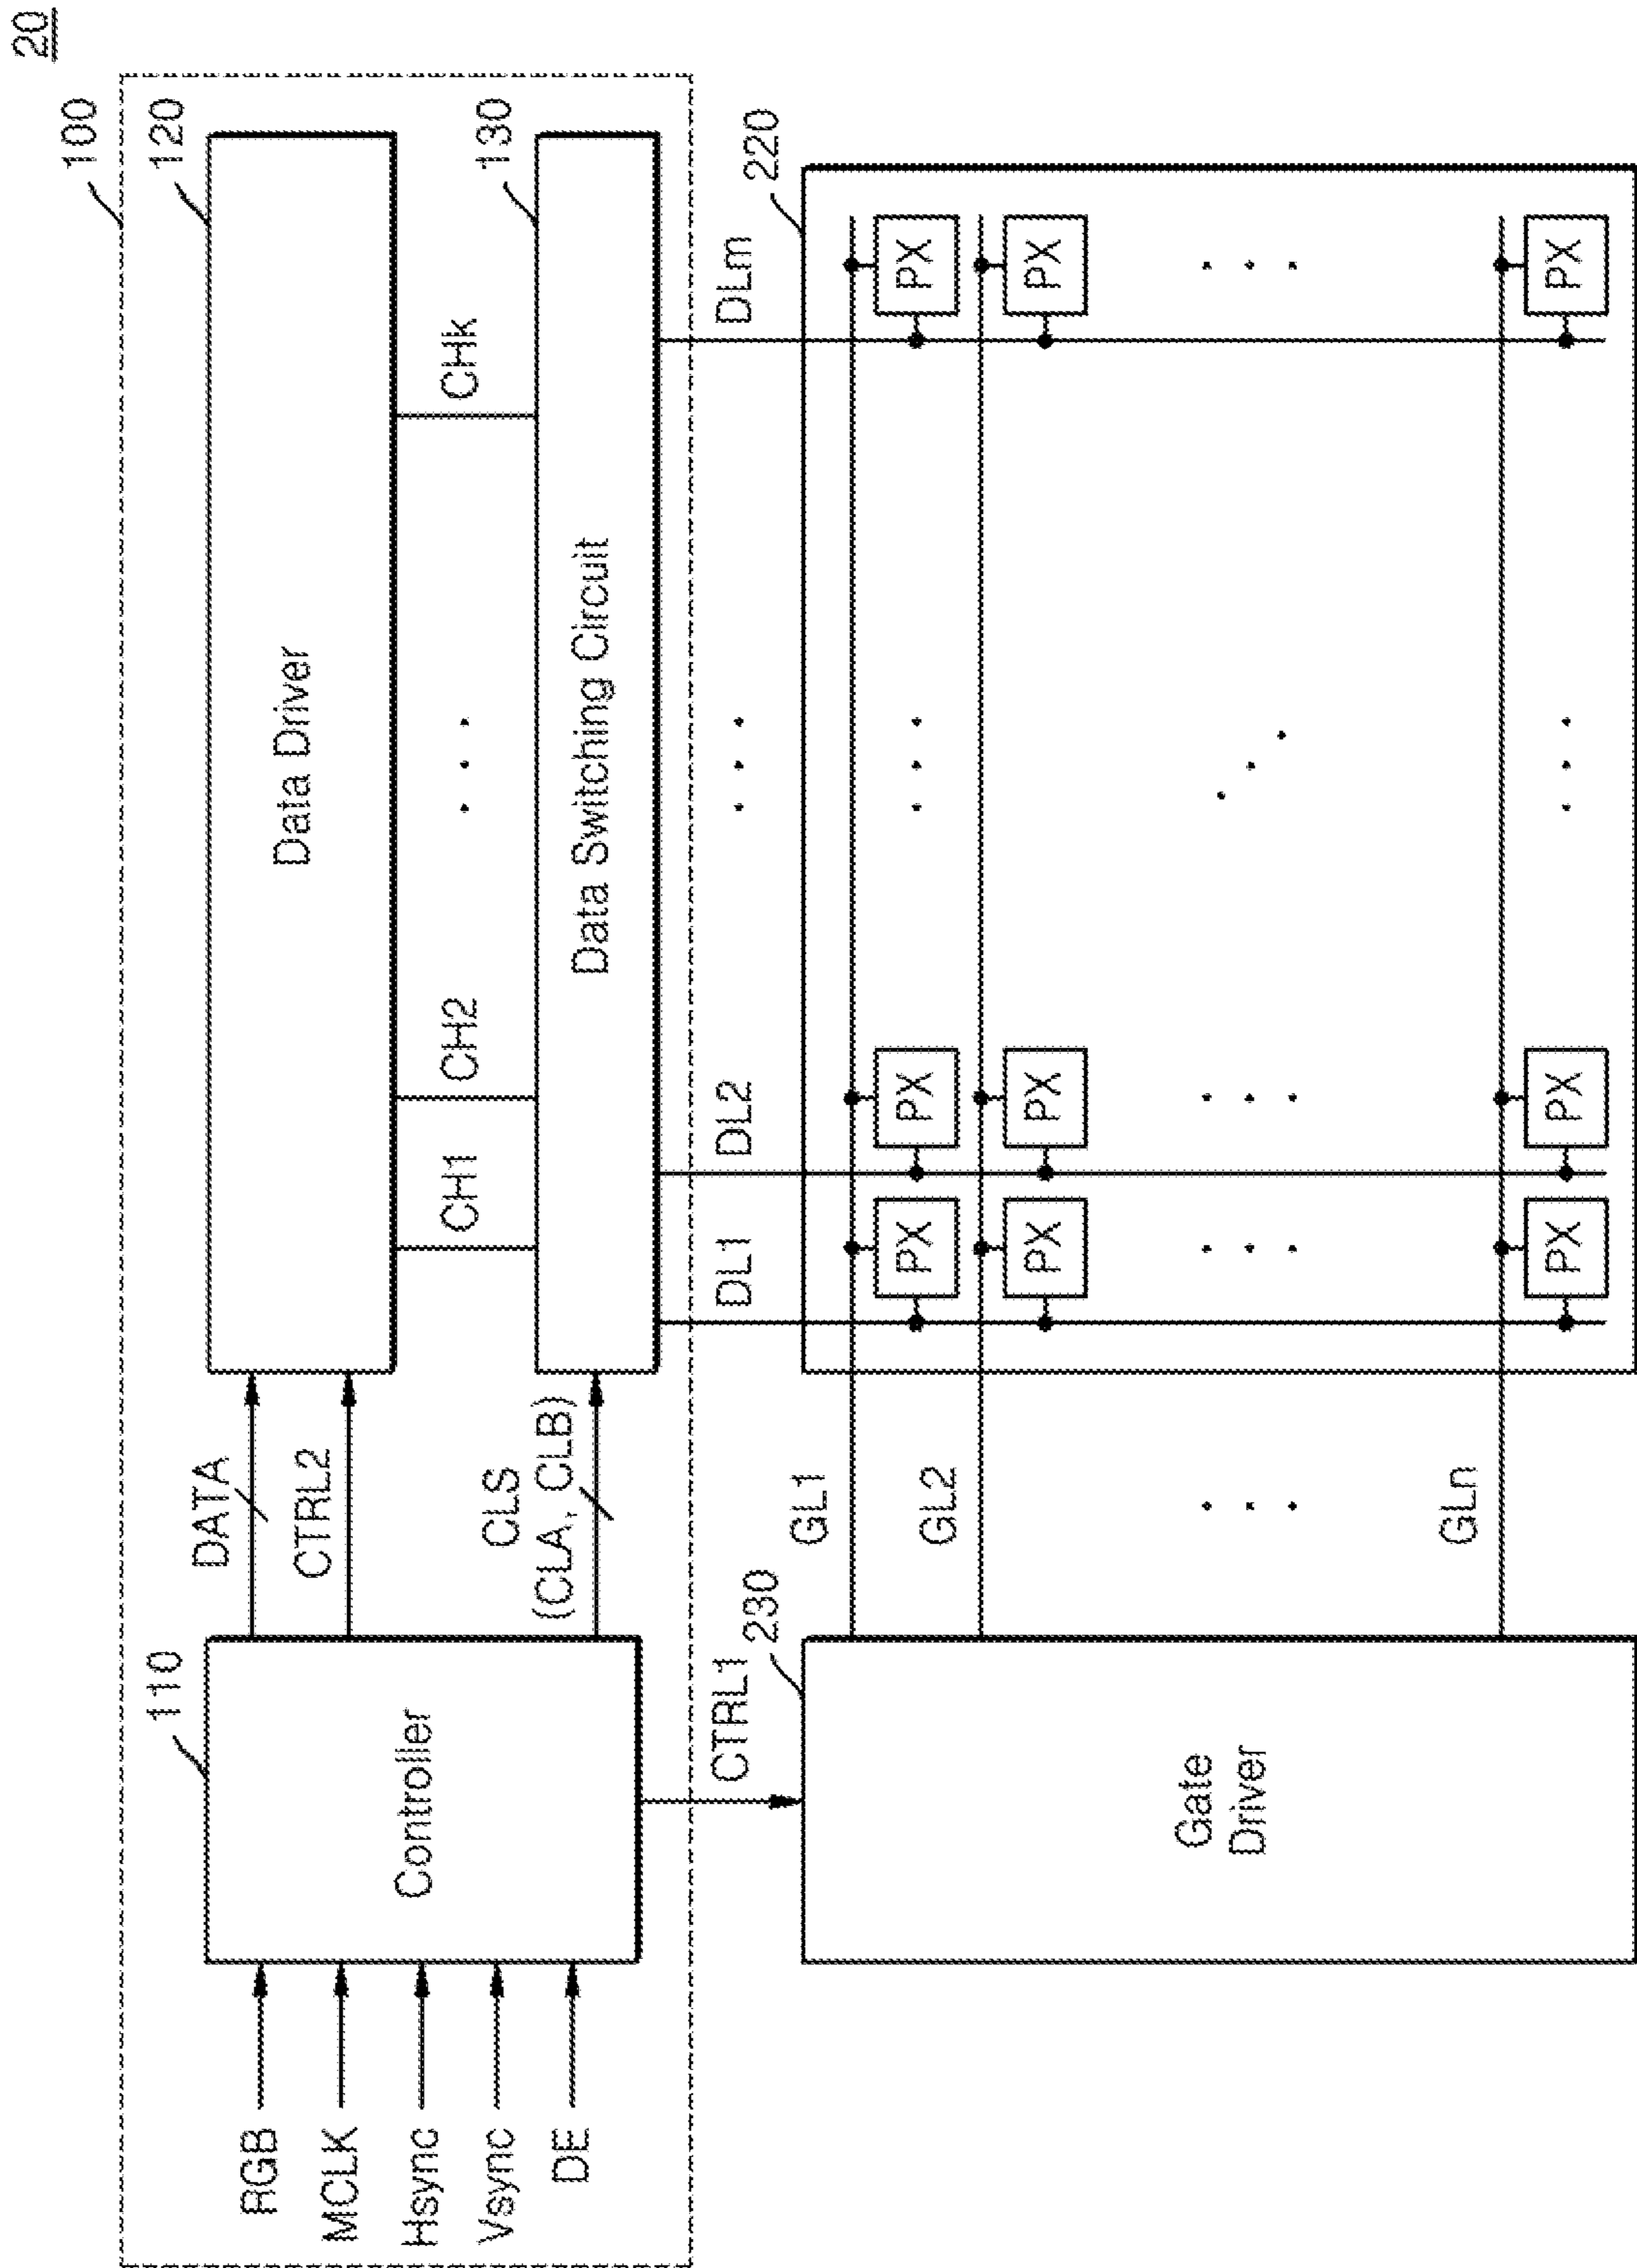 20
100
110
120
130
RGB
MCLK
Hsync
Vsync
DE
Controller
DATA
CTRL2
CLS
(CLA, CLB)
Data Driver
CH1
CH2
CHk
Data Switching Circuit
CTRL1
230
DL1
DL2
DLm
220
Gate
Driver
GL1
GL2
GLn
PX PX PX
PX PX PX
PX PX PX